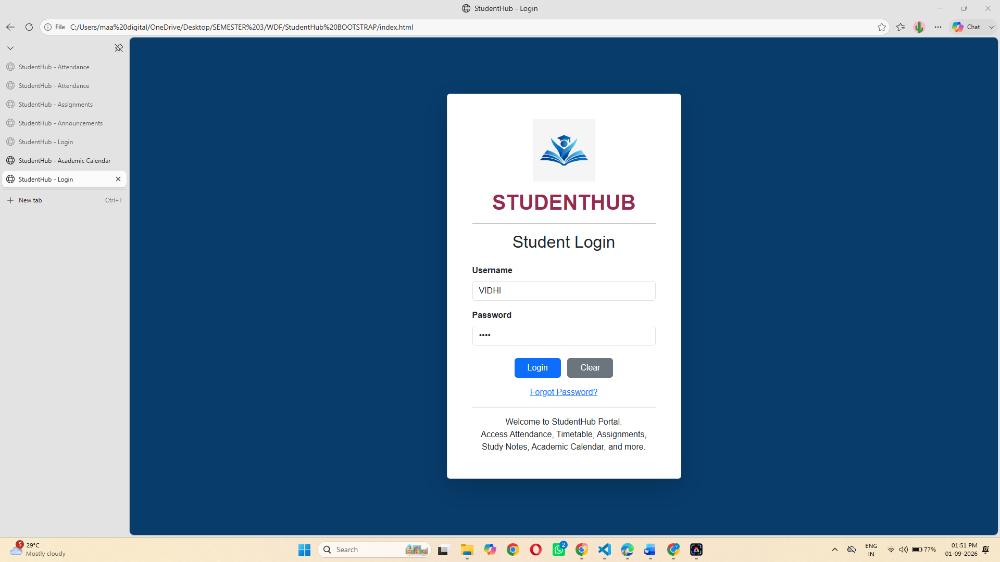 StudentHub - Login
File C:/Users/maa%20digital/OneDrive/Desktop/SEMESTER%203/WDF/StudentHub%20BOOTSTRAP/index.html
Chat
StudentHub - Attendance
StudentHub - Attendance
StudentHub - Assignments
StudentHub - Announcements
StudentHub - Login
StudentHub - Academic Calendar
StudentHub - Login
New tab Ctrl+T
STUDENTHUB
Student Login
Username
VIDHI
Password
••••
Login Clear
Forgot Password?
Welcome to StudentHub Portal.
Access Attendance, Timetable, Assignments,
Study Notes, Academic Calendar, and more.
5
29°C
Mostly cloudy
Search
2
ENG
IN
77%
01:51 PM
01-09-2026